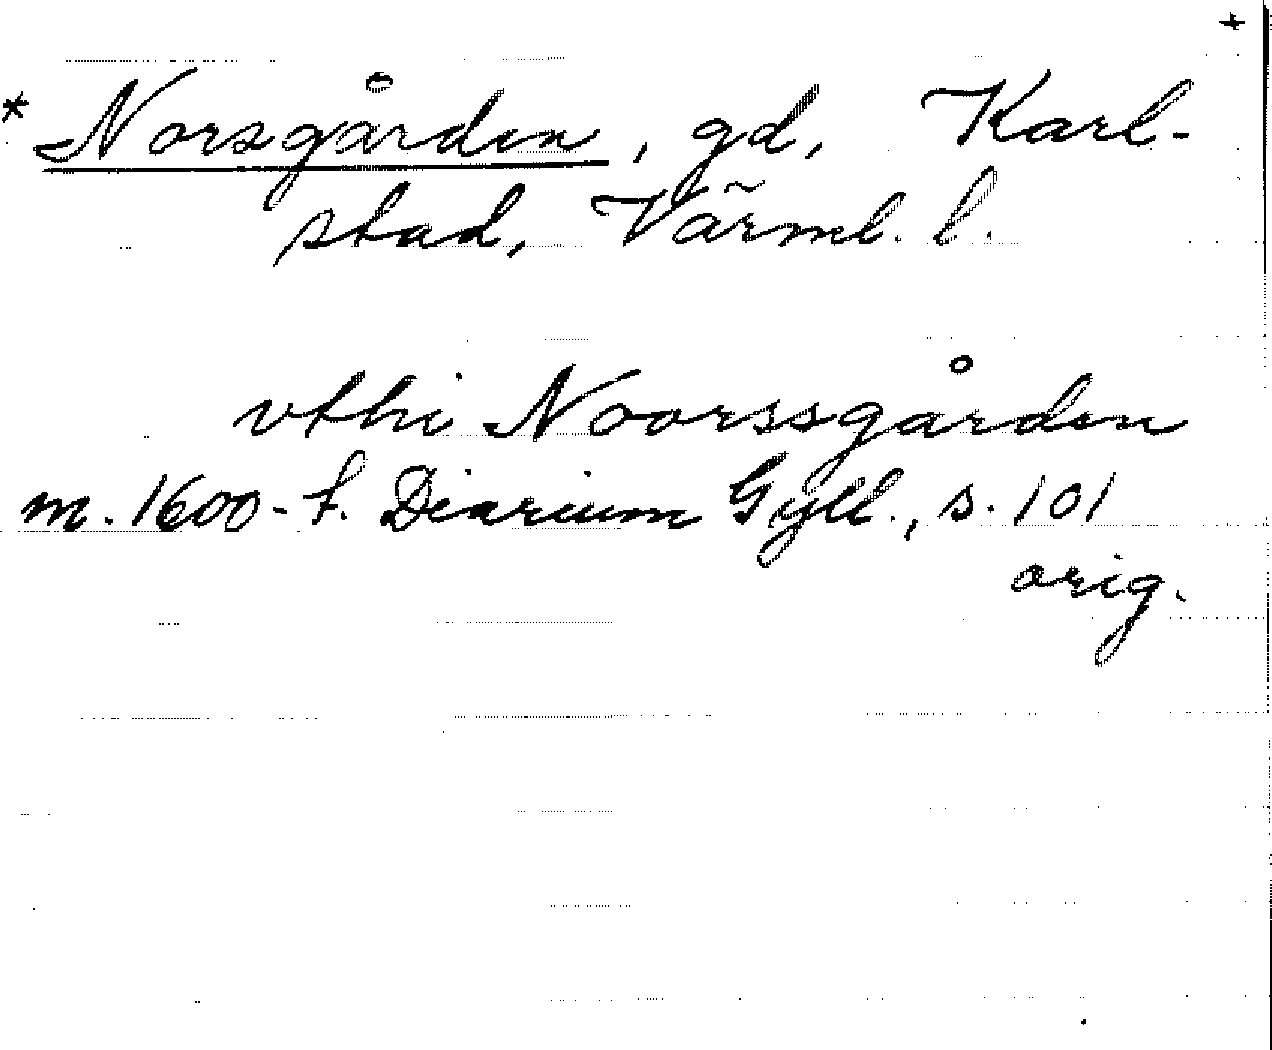 +
* Norsgården, gd, Karl-
stad, Värml. l.
vthi Noorssgården
m. 1600-t. Diarium Gyll., s. 101
orig.